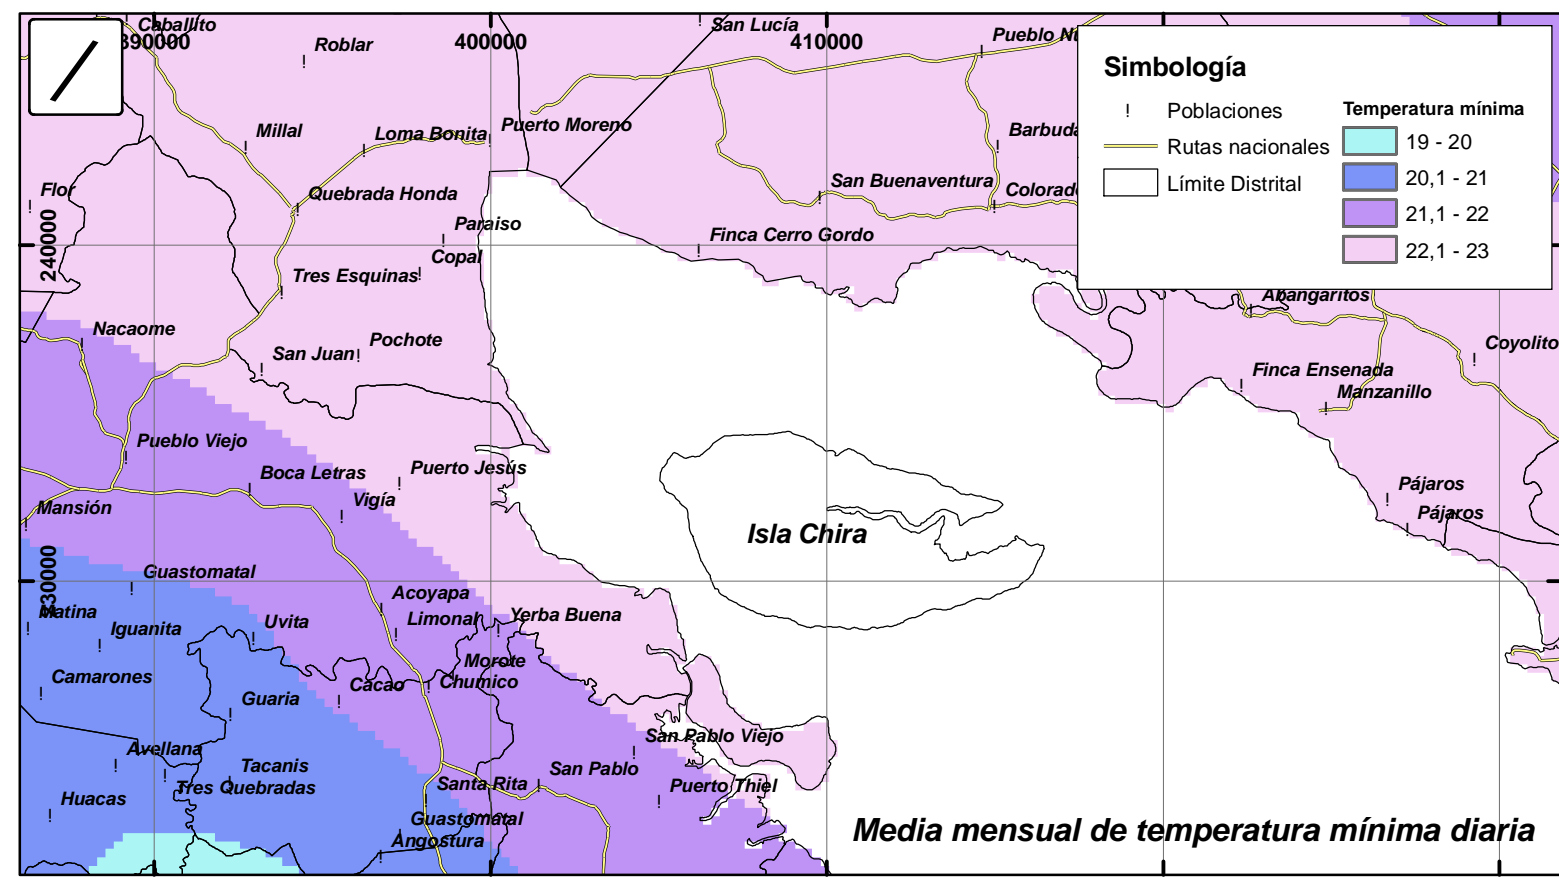 Caballito
390000
Roblar
400000
San Lucía
410000
Pueblo
Simbología
Poblaciones
Rutas nacionales
Límite Distrital
Temperatura mínima
19 - 20
20,1 - 21
21,1 - 22
22,1 - 23
Millal
Loma Bonita
Puerto Moreno
Barbuda
Flor
Quebrada Honda
San Buenaventura
Colorado
240000
Paraiso
Finca Cerro Gordo
Copal
Tres Esquinas
Abangaritos
Nacaome
San Juan
Pochote
Coyolito
Finca Ensenada
Manzanillo
Pueblo Viejo
Boca Letras
Puerto Jesús
Vigía
Mansión
Pájaros
Pájaros
Isla Chira
230000
Guastomatal
Acoyapa
Matina
Iguanita
Uvita
Limonal
Yerba Buena
Morote
Camarones
Guaria
Cacao
Chumico
Avellana
San Pablo Viejo
Tacanis
San Pablo
Tres Quebradas
Santa Rita
Puerto Thiel
Huacas
Guastomatal
Angostura
Media mensual de temperatura mínima diaria